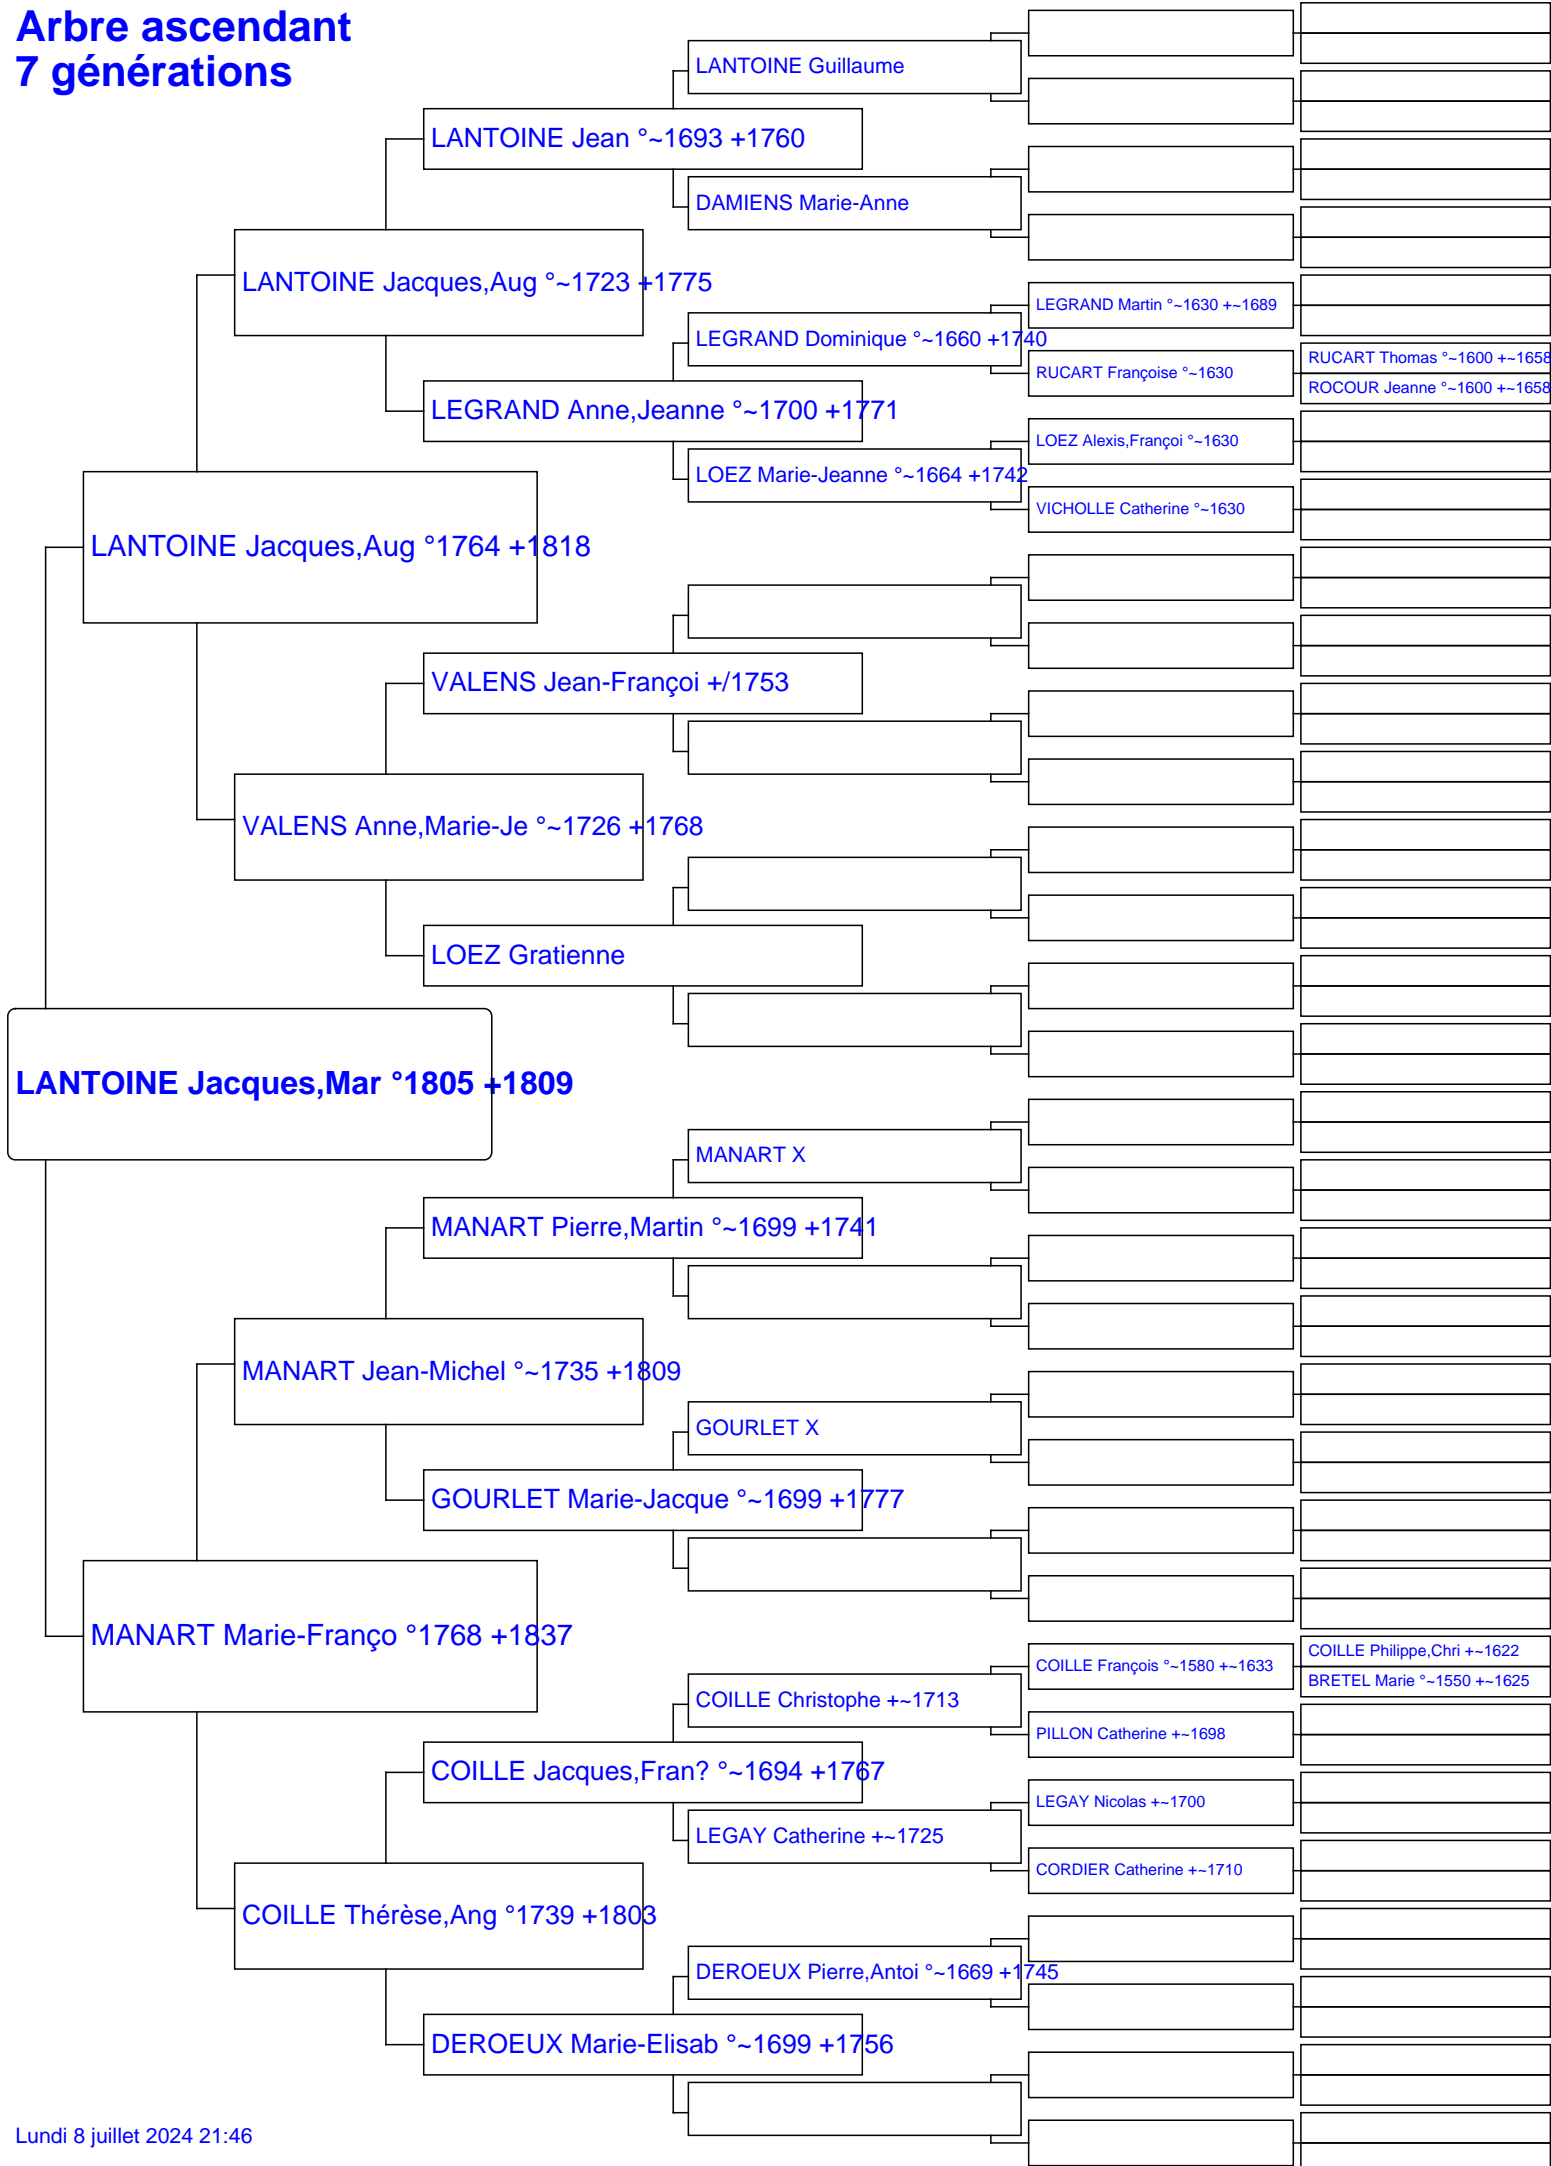 Arbre ascendant
7 générations
LANTOINE Guillaume
LANTOINE Jean °~1693 +1760
DAMIENS Marie-Anne
LANTOINE Jacques,Aug °~1723 +1775
LEGRAND Martin °~1630 +~1689
LEGRAND Dominique °~1660 +1740
RUCART Thomas °~1600 +~1658
RUCART Françoise °~1630
ROCOUR Jeanne °~1600 +~1658
LEGRAND Anne,Jeanne °~1700 +1771
LOEZ Alexis,Françoi °~1630
LOEZ Marie-Jeanne °~1664 +1742
VICHOLLE Catherine °~1630
LANTOINE Jacques,Aug °1764 +1818
VALENS Jean-Françoi +/1753
VALENS Anne,Marie-Je °~1726 +1768
LOEZ Gratienne
LANTOINE Jacques,Mar °1805 +1809
MANART X
MANART Pierre,Martin °~1699 +1741
MANART Jean-Michel °~1735 +1809
GOURLET X
GOURLET Marie-Jacque °~1699 +1777
MANART Marie-Franço °1768 +1837
COILLE Philippe,Chri +~1622
COILLE François °~1580 +~1633
BRETEL Marie °~1550 +~1625
COILLE Christophe +~1713
PILLON Catherine +~1698
COILLE Jacques,Fran? °~1694 +1767
LEGAY Nicolas +~1700
LEGAY Catherine +~1725
CORDIER Catherine +~1710
COILLE Thérèse,Ang °1739 +1803
DEROEUX Pierre,Antoi °~1669 +1745
DEROEUX Marie-Elisab °~1699 +1756
Lundi 8 juillet 2024 21:46